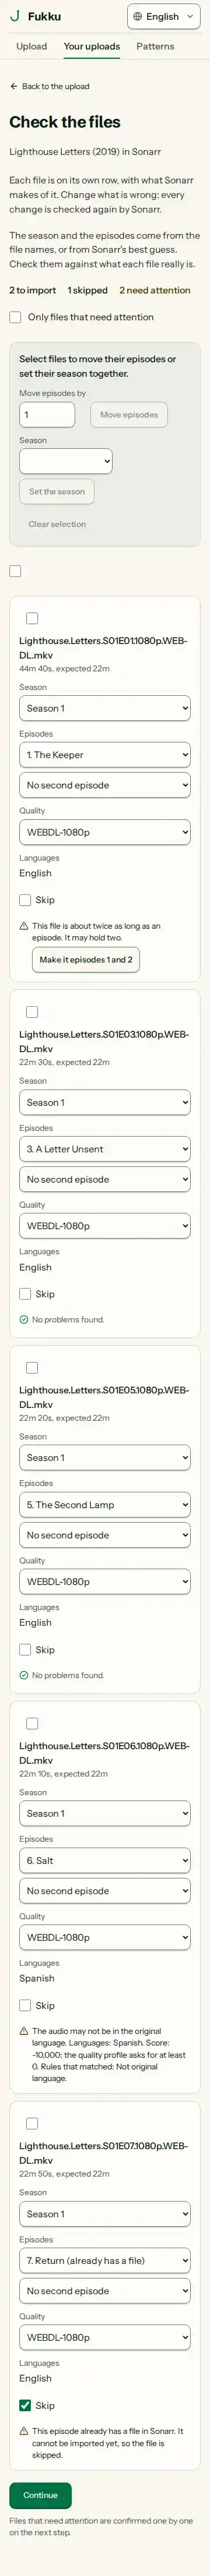 Fukku
English
Upload
Your uploads
Patterns
Back to the upload
Check the files
Lighthouse Letters (2019) in Sonarr
Each file is on its own row, with what Sonarr
makes of it. Change what is wrong; every
change is checked again by Sonarr.
The season and the episodes come from the
file names, or from Sonarr's best guess.
Check them against what each file really is.
2 to import
1 skipped
2 need attention
Only files that need attention
Select files to move their episodes or
set their season together.
Move episodes by
1
Move episodes
Season
Set the season
Clear selection
Lighthouse.Letters.S01E01.1080p.WEB-
DL.mkv
44m 40s, expected 22m
Season
Season 1
Episodes
1. The Keeper
No second episode
Quality
WEBDL-1080p
Languages
English
Skip
This file is about twice as long as an
episode. It may hold two.
Make it episodes 1 and 2
Lighthouse.Letters.S01E03.1080p.WEB-
DL.mkv
22m 30s, expected 22m
Season
Season 1
Episodes
3. A Letter Unsent
No second episode
Quality
WEBDL-1080p
Languages
English
Skip
No problems found.
Lighthouse.Letters.S01E05.1080p.WEB-
DL.mkv
22m 20s, expected 22m
Season
Season 1
Episodes
5. The Second Lamp
No second episode
Quality
WEBDL-1080p
Languages
English
Skip
No problems found.
Lighthouse.Letters.S01E06.1080p.WEB-
DL.mkv
22m 10s, expected 22m
Season
Season 1
Episodes
6. Salt
No second episode
Quality
WEBDL-1080p
Languages
Spanish
Skip
The audio may not be in the original
language. Languages: Spanish. Score:
-10,000; the quality profile asks for at least
0. Rules that matched: Not original
language.
Lighthouse.Letters.S01E07.1080p.WEB-
DL.mkv
22m 50s, expected 22m
Season
Season 1
Episodes
7. Return (already has a file)
No second episode
Quality
WEBDL-1080p
Languages
English
Skip
This episode already has a file in Sonarr. It
cannot be imported yet, so the file is
skipped.
Continue
Files that need attention are confirmed one by one
on the next step.